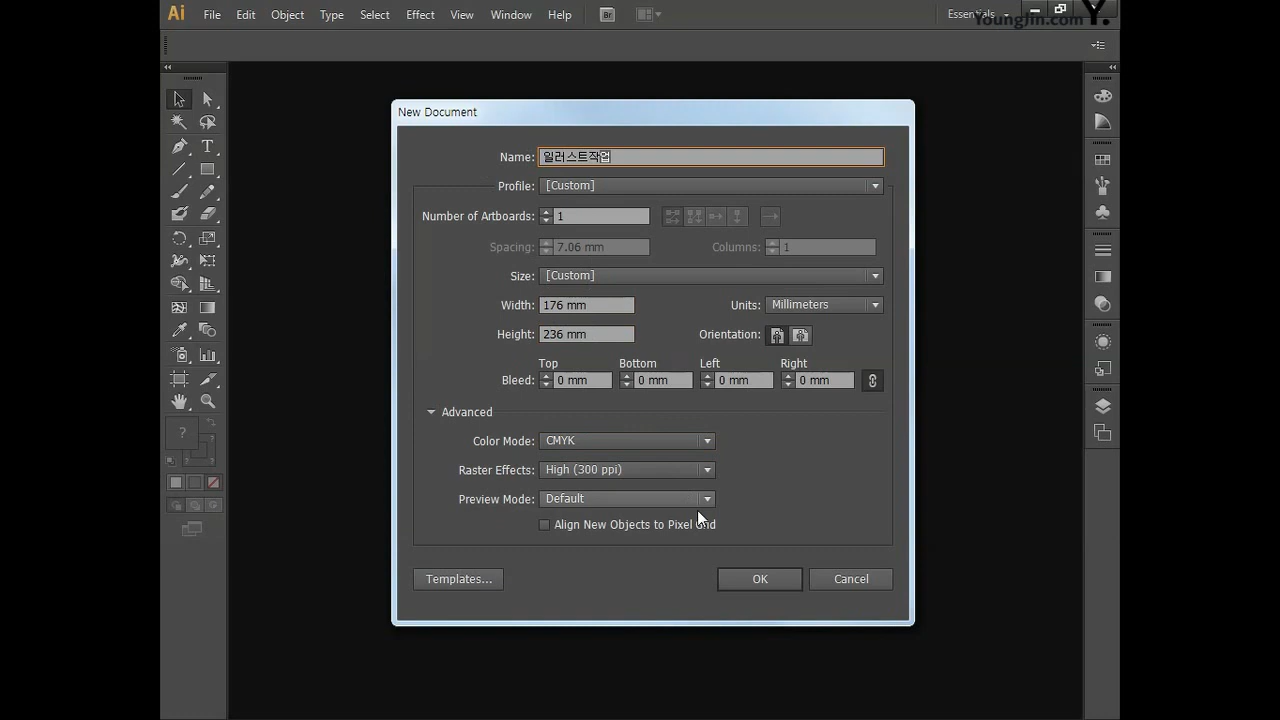 Ai File Edit Object Type Select Effect View Window Help Br Essentials
YoungJin.com Y.
New Document
Name: 일러스트작업
Profile: [Custom]
Number of Artboards: 1
Spacing: 7.06 mm Columns: 1
Size: [Custom]
Width: 176 mm Units: Millimeters
Height: 236 mm Orientation:
Top Bottom Left Right
Bleed: 0 mm 0 mm 0 mm 0 mm
Advanced
Color Mode: CMYK
Raster Effects: High (300 ppi)
Preview Mode: Default
Align New Objects to Pixel Grid
Templates... OK Cancel
?